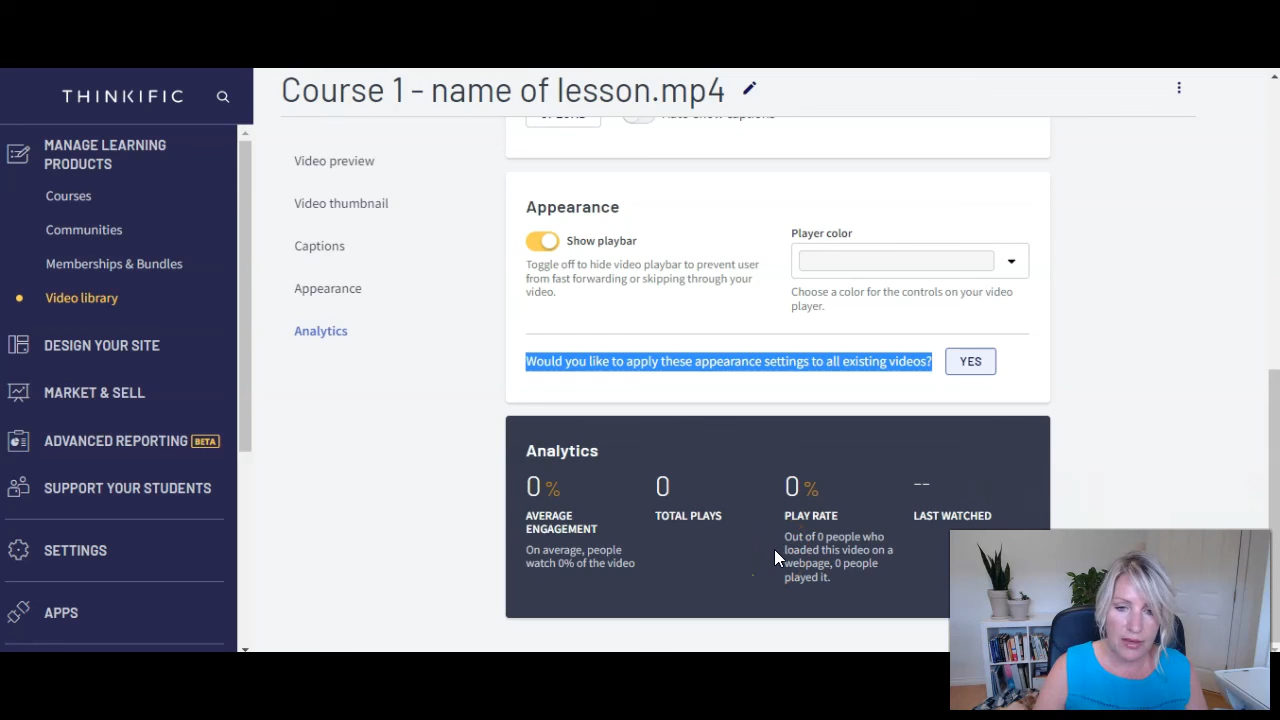 THINKIFIC
MANAGE LEARNING
PRODUCTS
Courses
Communities
Memberships & Bundles
Video library
DESIGN YOUR SITE
MARKET & SELL
ADVANCED REPORTING BETA
SUPPORT YOUR STUDENTS
SETTINGS
APPS
Course 1 - name of lesson.mp4
Video preview
Video thumbnail
Captions
Appearance
Analytics
Appearance
Show playbar
Toggle off to hide video playbar to prevent user
from fast forwarding or skipping through your
video.
Player color
Choose a color for the controls on your video
player.
Would you like to apply these appearance settings to all existing videos?
YES
Analytics
0 %
AVERAGE
ENGAGEMENT
On average, people
watch 0% of the video
0
TOTAL PLAYS
0 %
PLAY RATE
Out of 0 people who
loaded this video on a
webpage, 0 people
played it.
--
LAST WATCHED